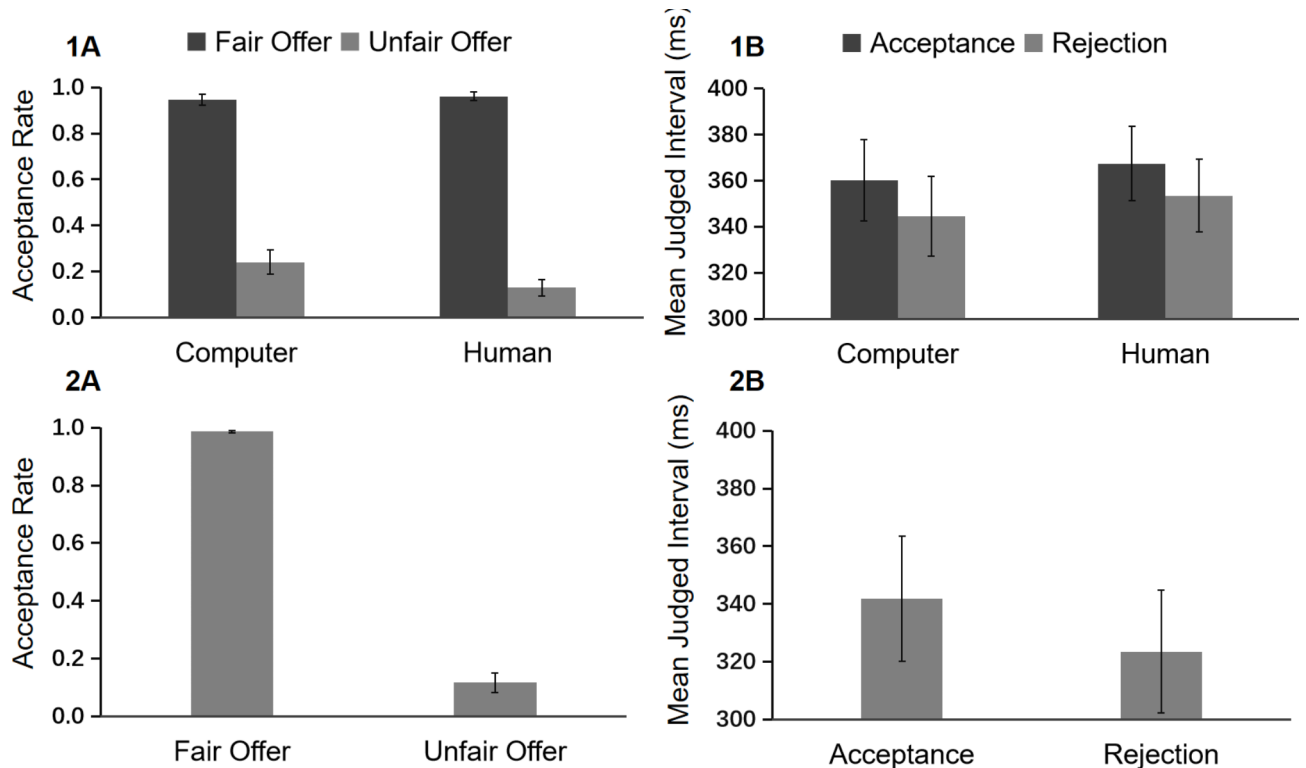 1A
Fair Offer Unfair Offer
Acceptance Rate
1.0
0.8
0.6
0.4
0.2
0.0
Computer Human
1B
Acceptance Rejection
Mean Judged Interval (ms)
400
380
360
340
320
300
Computer Human
2A
Acceptance Rate
1.0
0.8
0.6
0.4
0.2
0.0
Fair Offer Unfair Offer
2B
Mean Judged Interval (ms)
400
380
360
340
320
300
Acceptance Rejection